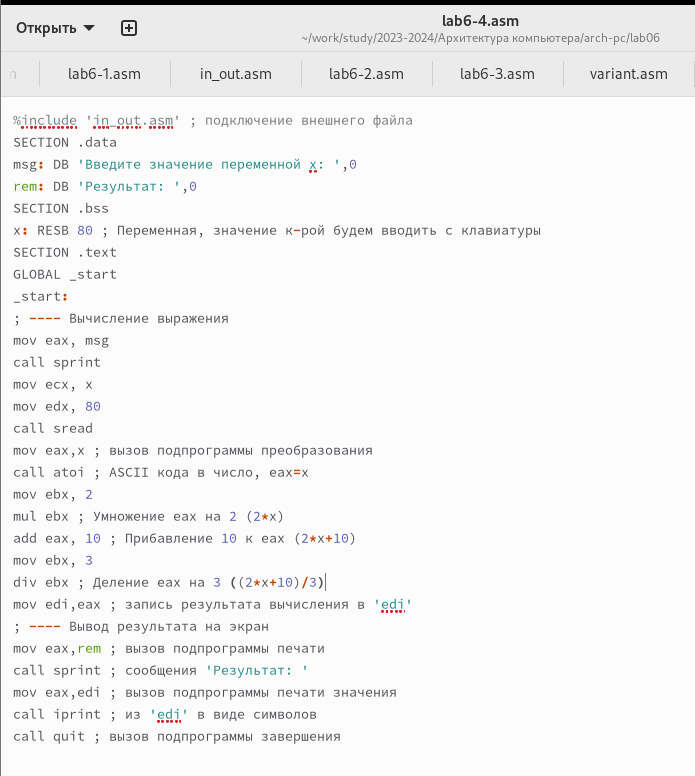 Открыть
lab6-4.asm
~/work/study/2023-2024/Архитектура компьютера/arch-pc/lab06
lab6-1.asm in_out.asm lab6-2.asm lab6-3.asm variant.asm
%include 'in_out.asm' ; подключение внешнего файла
SECTION .data
msg: DB 'Введите значение переменной x: ',0
rem: DB 'Результат: ',0
SECTION .bss
x: RESB 80 ; Переменная, значение к-рой будем вводить с клавиатуры
SECTION .text
GLOBAL _start
_start:
; ---- Вычисление выражения
mov eax, msg
call sprint
mov ecx, x
mov edx, 80
call sread
mov eax,x ; вызов подпрограммы преобразования
call atoi ; ASCII кода в число, eax=x
mov ebx, 2
mul ebx ; Умножение eax на 2 (2*x)
add eax, 10 ; Прибавление 10 к eax (2*x+10)
mov ebx, 3
div ebx ; Деление eax на 3 ((2*x+10)/3)
mov edi,eax ; запись результата вычисления в 'edi'
; ---- Вывод результата на экран
mov eax,rem ; вызов подпрограммы печати
call sprint ; сообщения 'Результат: '
mov eax,edi ; вызов подпрограммы печати значения
call iprint ; из 'edi' в виде символов
call quit ; вызов подпрограммы завершения